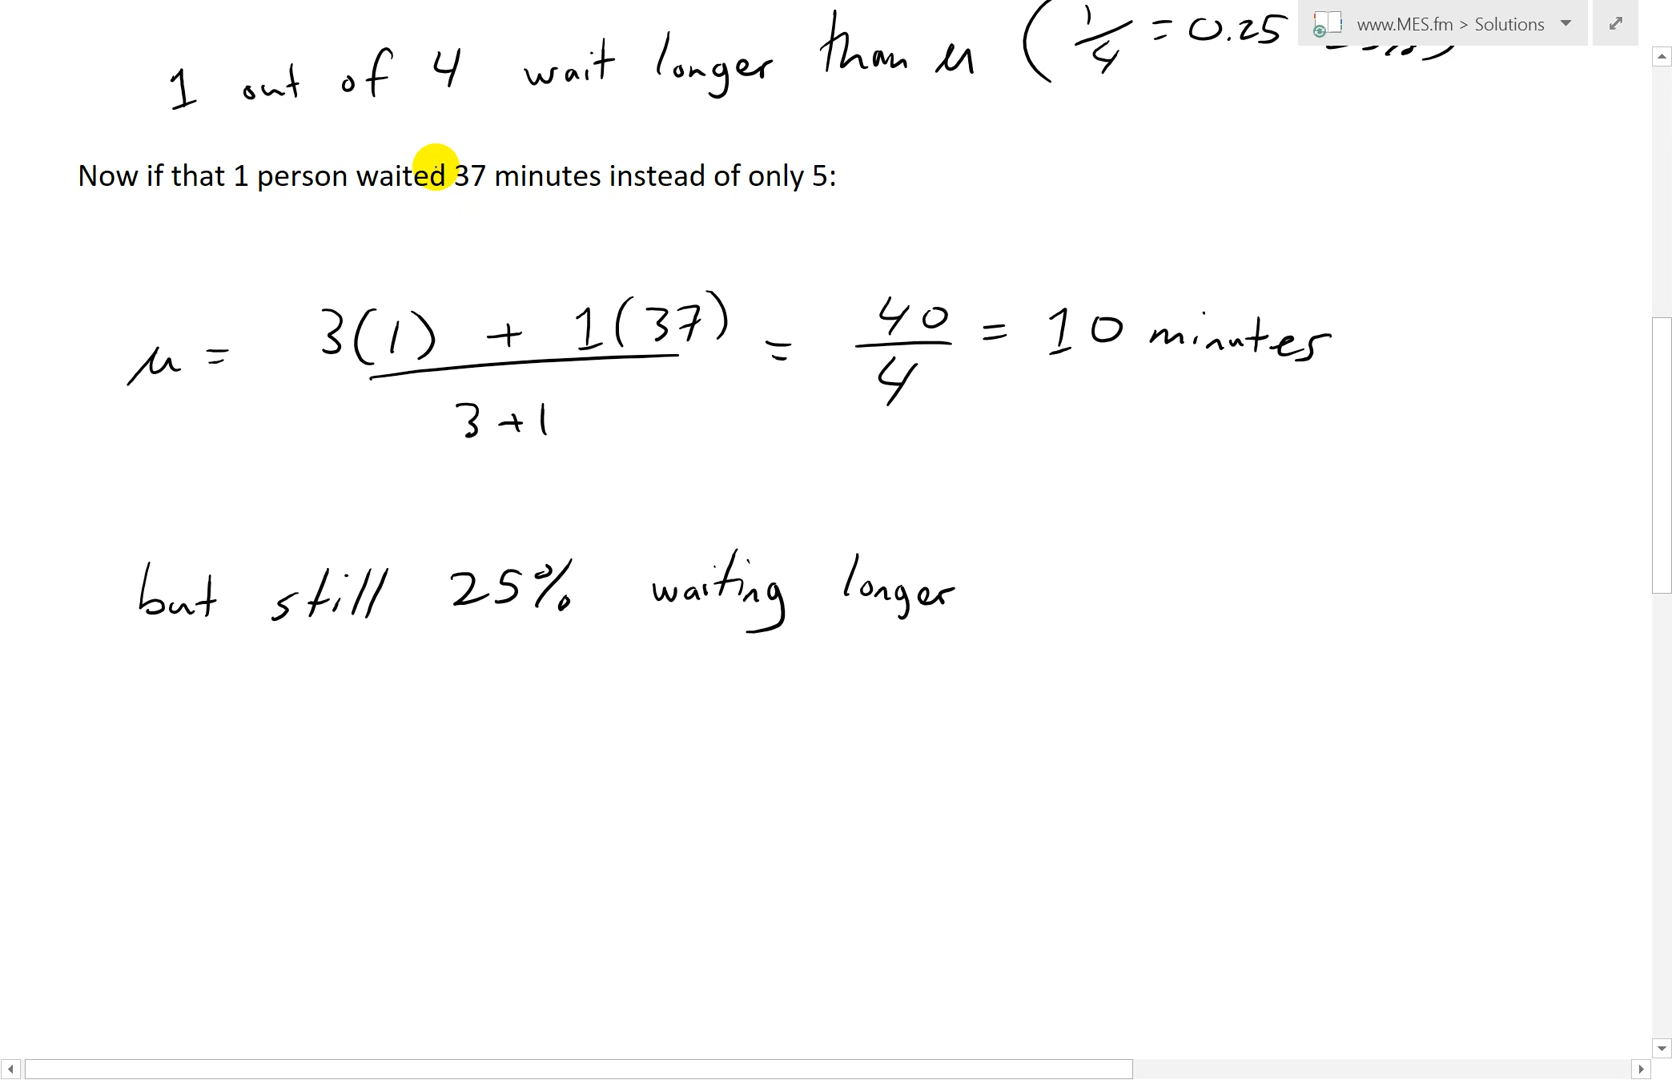 www.MES.fm > Solutions
1 out of 4 wait longer than μ ( 1/4 = 0.25
Now if that 1 person waited 37 minutes instead of only 5:
μ = 3(1) + 1(37) / 3+1 = 40/4 = 10 minutes
but still 25% waiting longer